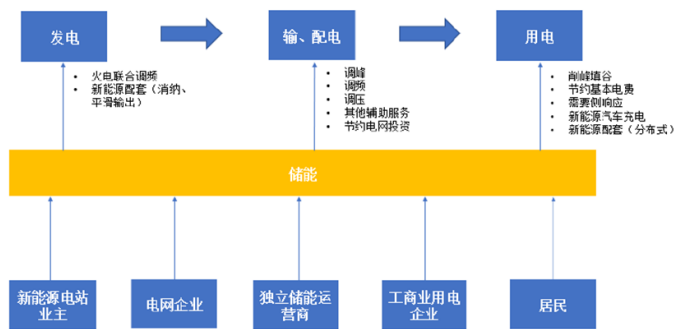 发电
输、配电
用电
• 火电联合调频
• 新能源配套（消纳、
平滑输出）
• 调峰
• 调频
• 调压
• 其他辅助服务
• 节约电网投资
• 削峰填谷
• 节约基本电费
• 需要侧响应
• 新能源汽车充电
• 新能源配套（分布式）
储能
新能源电站
业主
电网企业
独立储能运
营商
工商业用电
企业
居民